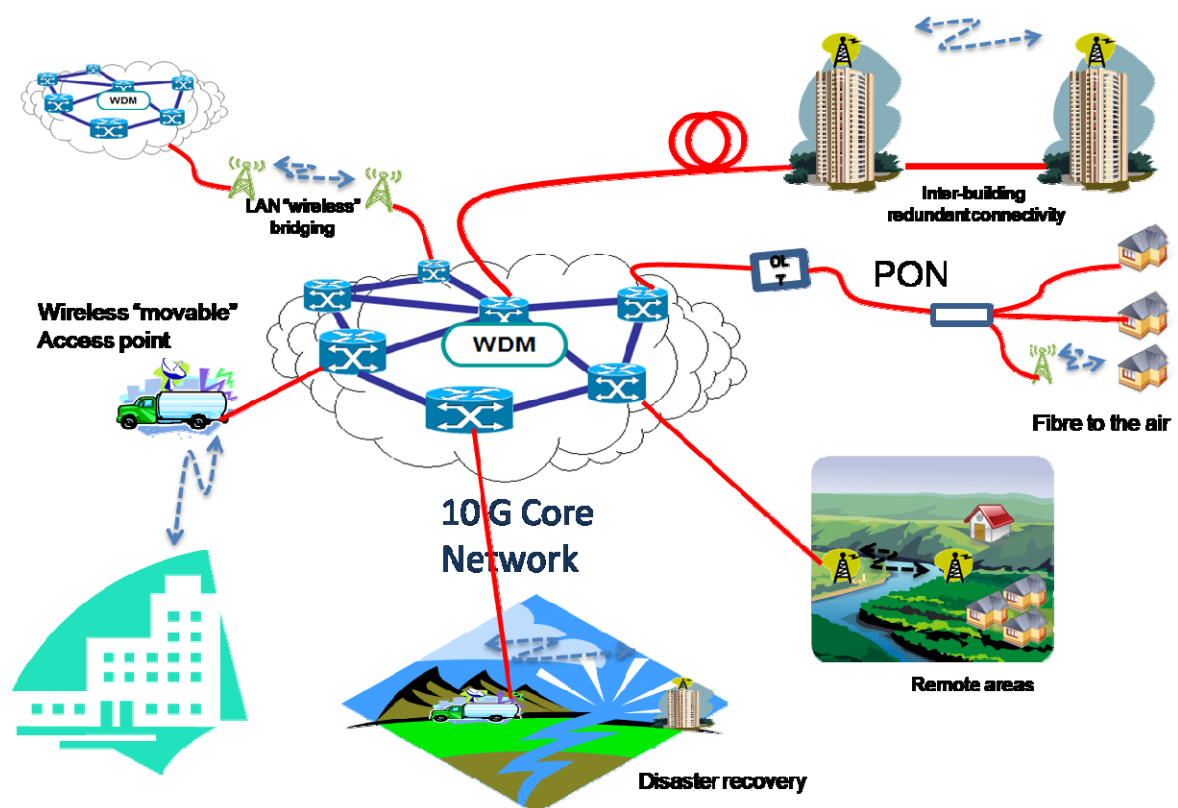 WDM
LAN “wireless”
bridging
Inter-building
redundant connectivity
OL
T
PON
Wireless “movable”
Access point
WDM
Fibre to the air
10 G Core
Network
Remote areas
Disaster recovery